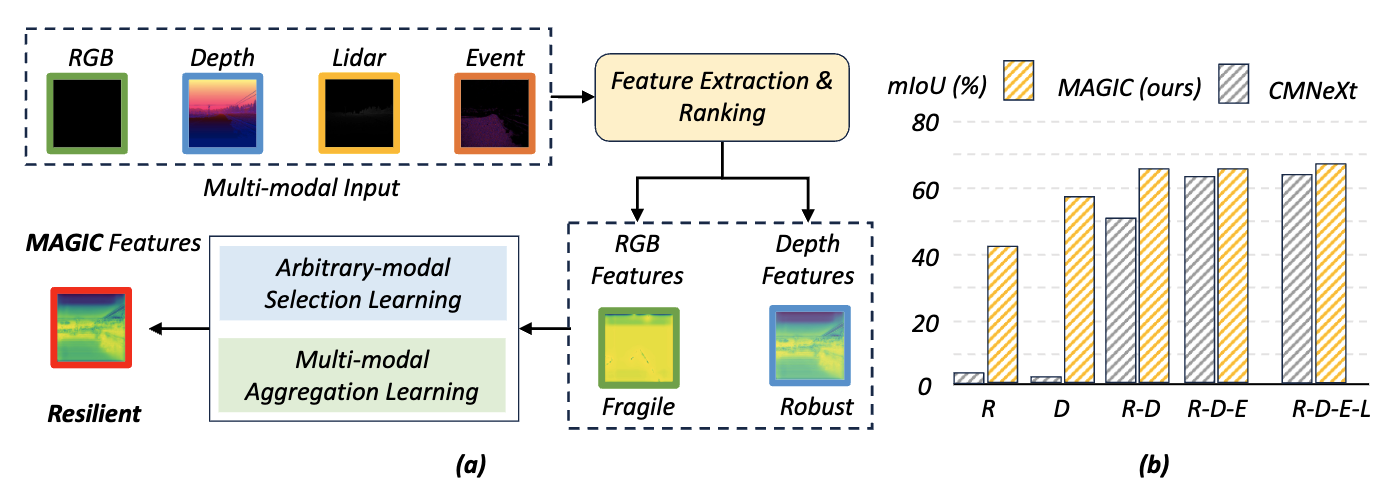 RGB
Depth
Lidar
Event
Multi-modal Input
Feature Extraction &
Ranking
RGB
Features
Depth
Features
Fragile
Robust
Arbitrary-modal
Selection Learning
Multi-modal
Aggregation Learning
MAGIC Features
Resilient
(a)
mIoU (%)
MAGIC (ours)
CMNeXt
80
60
40
20
0
R
D
R-D
R-D-E
R-D-E-L
(b)